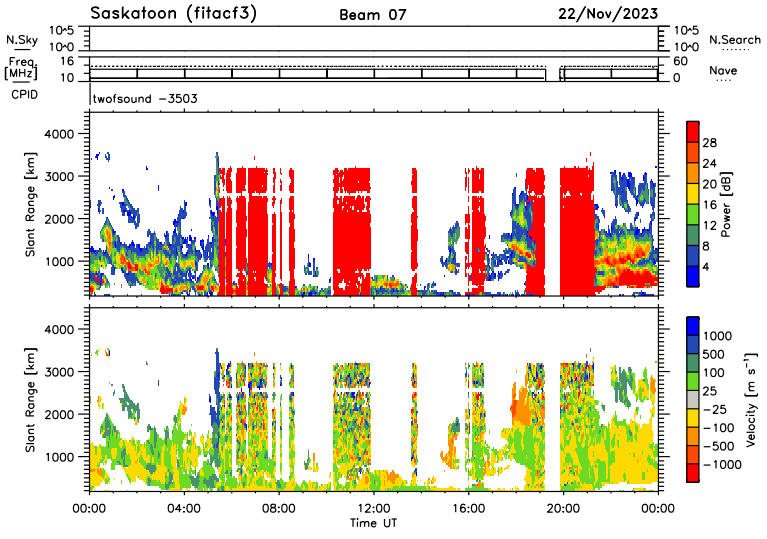 Saskatoon (fitacf3) Beam 07 22/Nov/2023
N.Sky 10^5 10^0 10^5 10^0 N.Search
Freq. [MHz] 16 10 60 0 Nave
CPID twofsound -3503
Slant Range [km] 4000 3000 2000 1000
Power [dB] 28 24 20 16 12 8 4
Slant Range [km] 4000 3000 2000 1000
Velocity [m s⁻¹] 1000 500 100 25 -25 -100 -500 -1000
00:00 04:00 08:00 12:00 16:00 20:00 00:00
Time UT